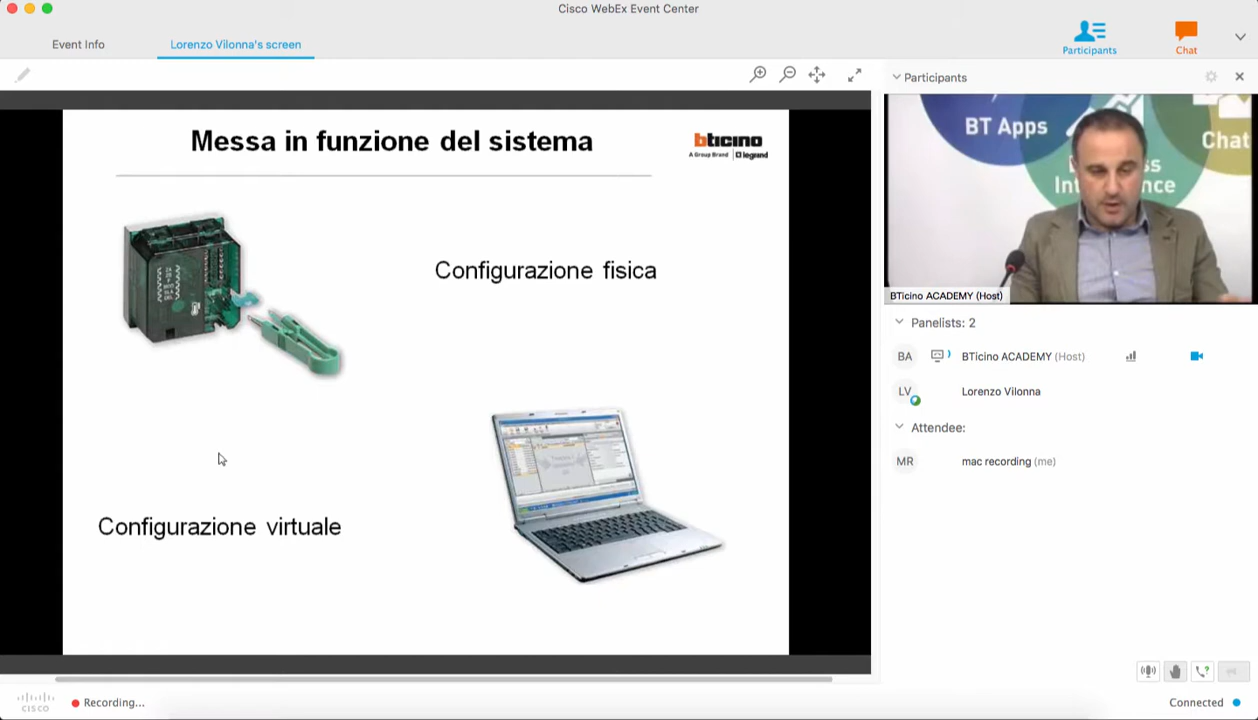 Cisco WebEx Event Center
Event Info
Lorenzo Vilonna's screen
Participants
Chat
Participants
Messa in funzione del sistema
bticino
A Group Brand | legrand
Configurazione fisica
Configurazione virtuale
BT Apps
Chat
BTicino ACADEMY (Host)
Panelists: 2
BA
BTicino ACADEMY (Host)
LV
Lorenzo Vilonna
Attendee:
MR
mac recording (me)
CISCO
Recording...
Connected